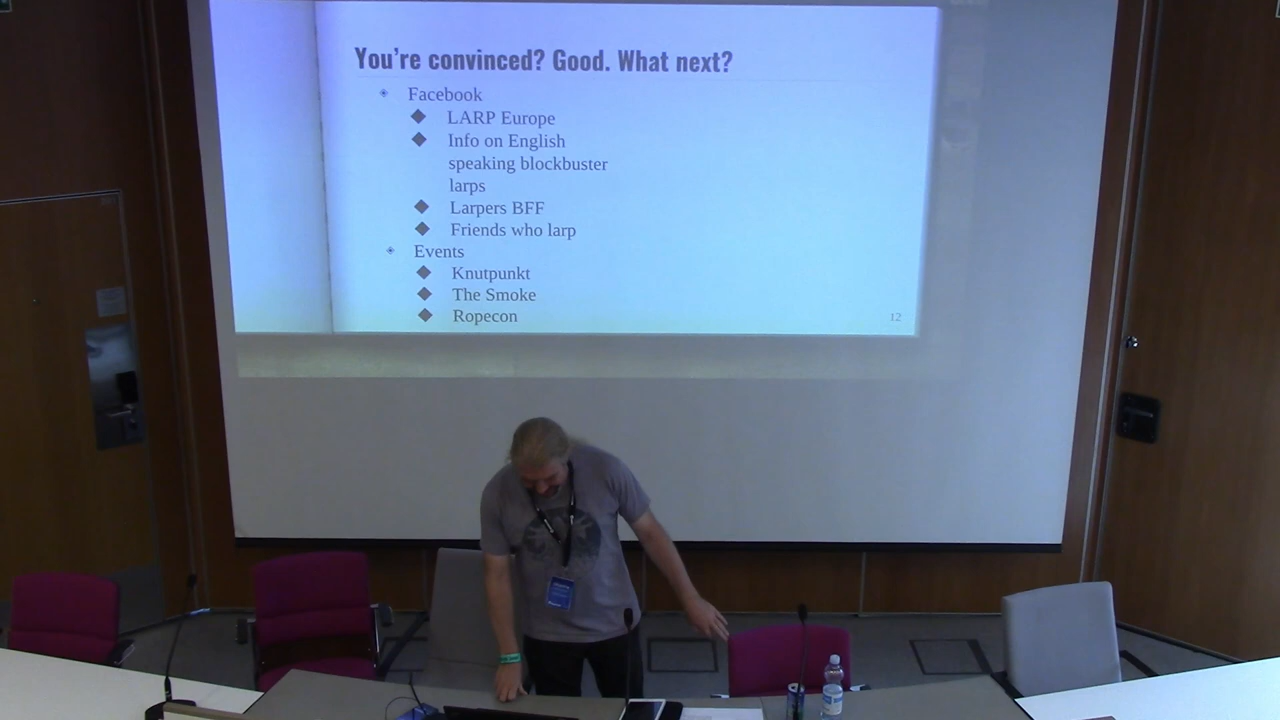 You're convinced? Good. What next?
Facebook
LARP Europe
Info on English
speaking blockbuster
larps
Larpers BFF
Friends who larp
Events
Knutpunkt
The Smoke
Ropecon
12